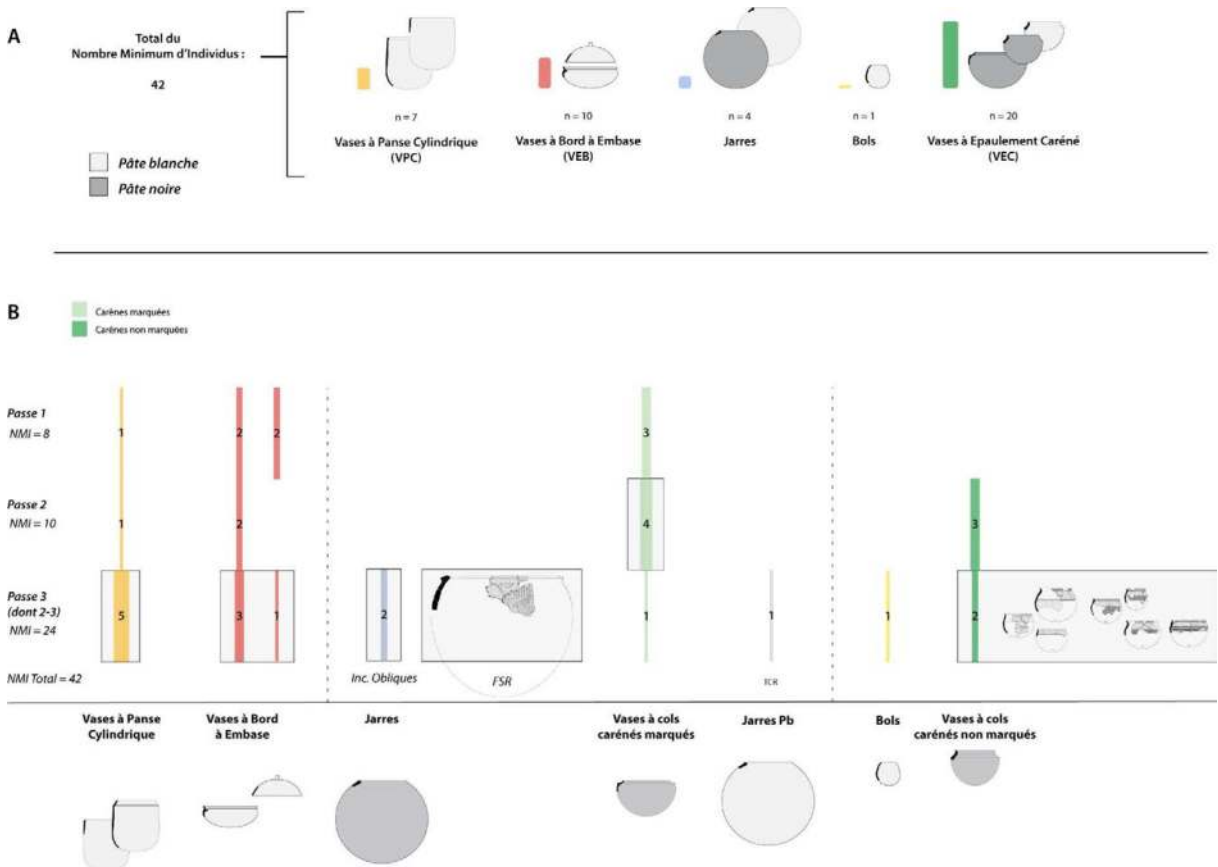 A
Total du
Nombre Minimum d'Individus :
42
Pâte blanche
Pâte noire
n = 7
Vases à Panse Cylindrique
(VPC)
n = 10
Vases à Bord à Embase
(VEB)
n = 4
Jarres
n = 1
Bols
n = 20
Vases à Epaulement Caréné
(VEC)
B
Carènes marquées
Carènes non marquées
Passe 1
NMI = 8
1
2
2
3
Passe 2
NMI = 10
1
2
4
3
Passe 3
(dont 2-3)
NMI = 24
5
3
1
2
1
1
1
2
NMI Total = 42
Inc. Obliques
FSR
TCR
Vases à Panse
Cylindrique
Vases à Bord
à Embase
Jarres
Vases à cols
carénés marqués
Jarres Pb
Bols
Vases à cols
carénés non marqués